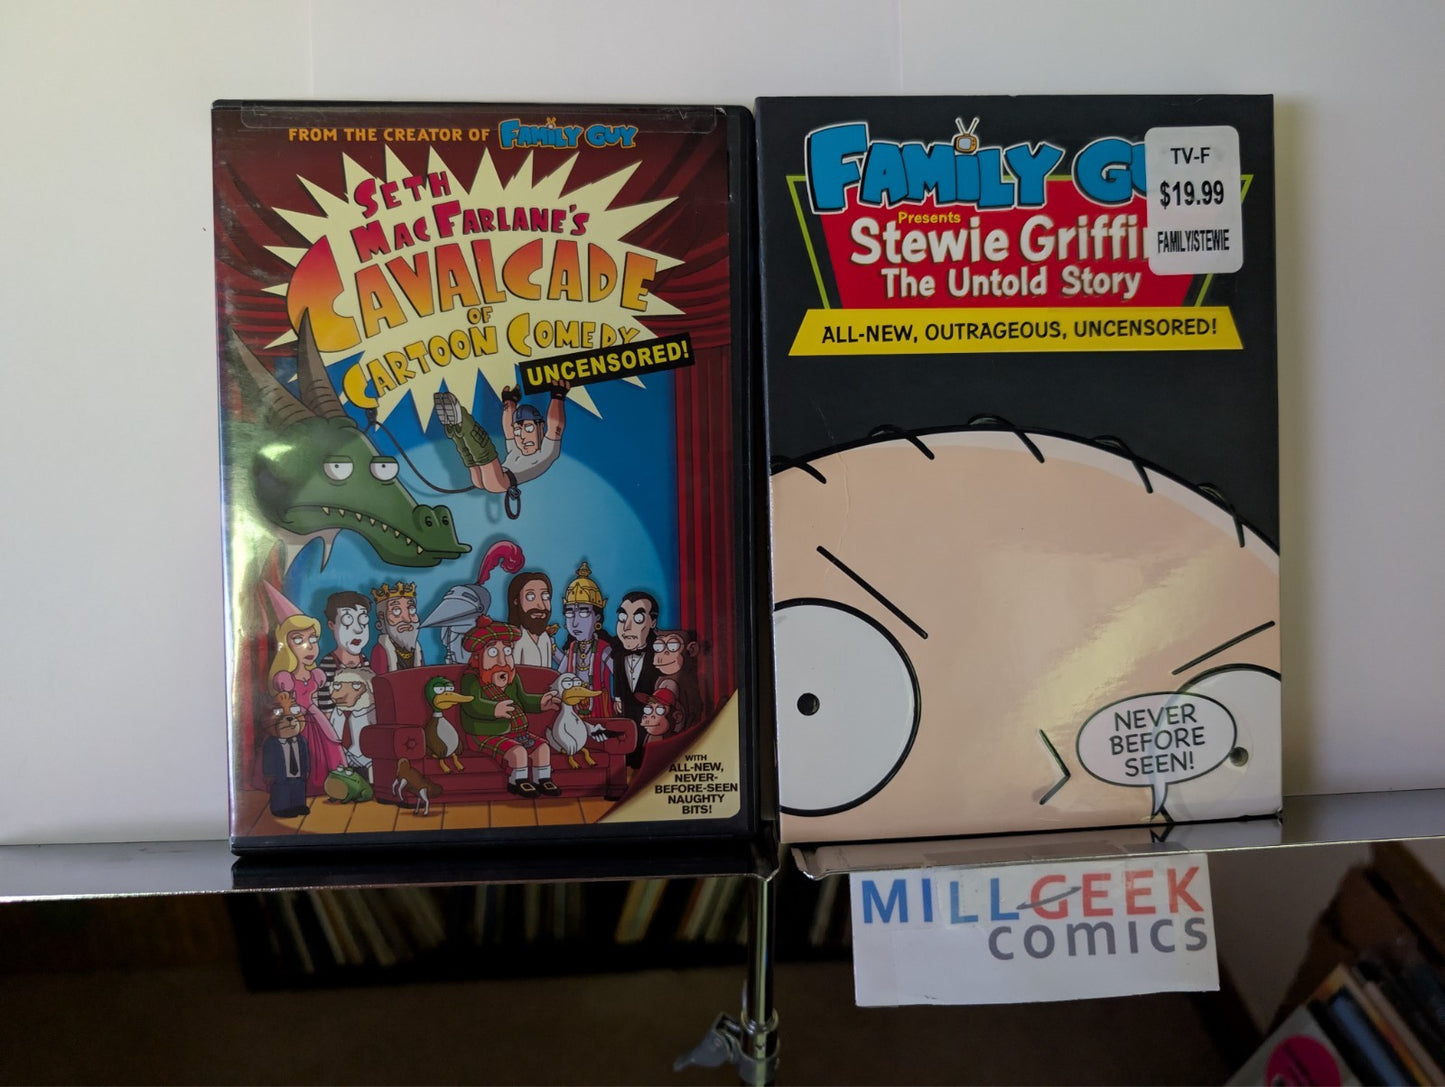 FROM THE CREATOR OF FAMILY GUY
SETH
MACFARLANE'S
CAVALCADE
OF
CARTOON COMEDY
UNCENSORED!
WITH
ALL-NEW,
NEVER-
BEFORE-SEEN
NAUGHTY
BITS!
FAMILY GU
Presents
Stewie Griffin
The Untold Story
ALL-NEW, OUTRAGEOUS, UNCENSORED!
TV-F
$19.99
FAMILY/STEWIE
NEVER
BEFORE
SEEN!
MILLGEEK
comics